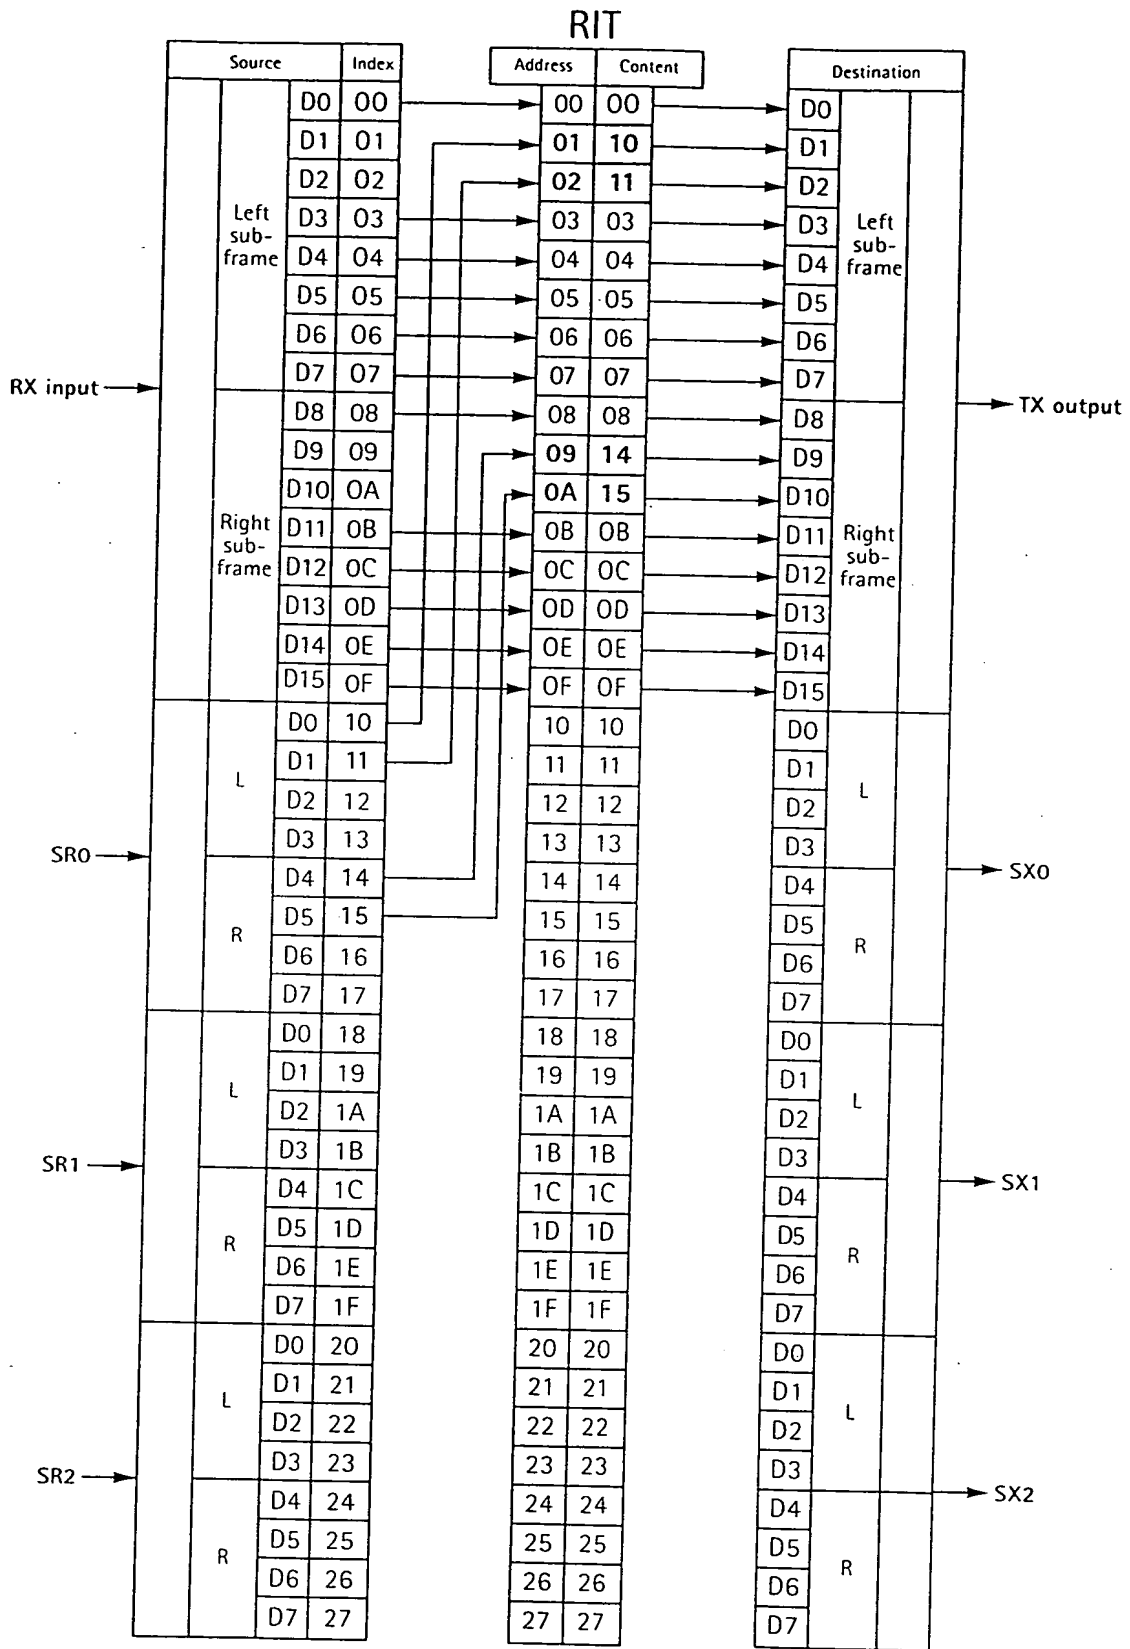 RIT
Source Index Address Content Destination
D0 00 00 00 D0
D1 01 01 10 D1
D2 02 02 11 D2
Left D3 03 03 03 D3 Left
sub- sub-
frame D4 04 04 04 D4 frame
D5 05 05 05 D5
D6 06 06 06 D6
RX input D7 07 07 07 D7
D8 08 08 08 D8 TX output
D9 09 09 14 D9
D10 0A 0A 15 D10
Right D11 0B 0B 0B D11 Right
sub- sub-
frame D12 0C 0C 0C D12 frame
D13 0D 0D 0D D13
D14 0E 0E 0E D14
D15 0F 0F 0F D15
D0 10 10 10 D0
L D1 11 11 11 D1 L
D2 12 12 12 D2
SR0 D3 13 13 13 D3
D4 14 14 14 D4 SX0
R D5 15 15 15 D5 R
D6 16 16 16 D6
D7 17 17 17 D7
D0 18 18 18 D0
L D1 19 19 19 D1 L
D2 1A 1A 1A D2
SR1 D3 1B 1B 1B D3
D4 1C 1C 1C D4 SX1
R D5 1D 1D 1D D5 R
D6 1E 1E 1E D6
D7 1F 1F 1F D7
D0 20 20 20 D0
L D1 21 21 21 D1 L
D2 22 22 22 D2
SR2 D3 23 23 23 D3
D4 24 24 24 D4 SX2
R D5 25 25 25 D5 R
D6 26 26 26 D6
D7 27 27 27 D7